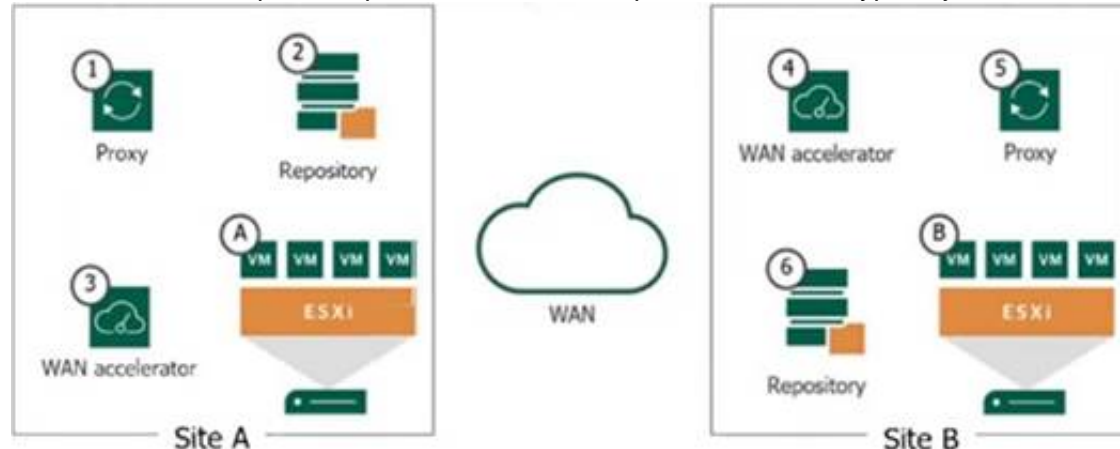 1
Proxy
2
Repository
3
WAN accelerator
A
VM VM VM VM
ESXi
Site A
WAN
4
WAN accelerator
5
Proxy
6
Repository
B
VM VM VM VM
ESXi
Site B